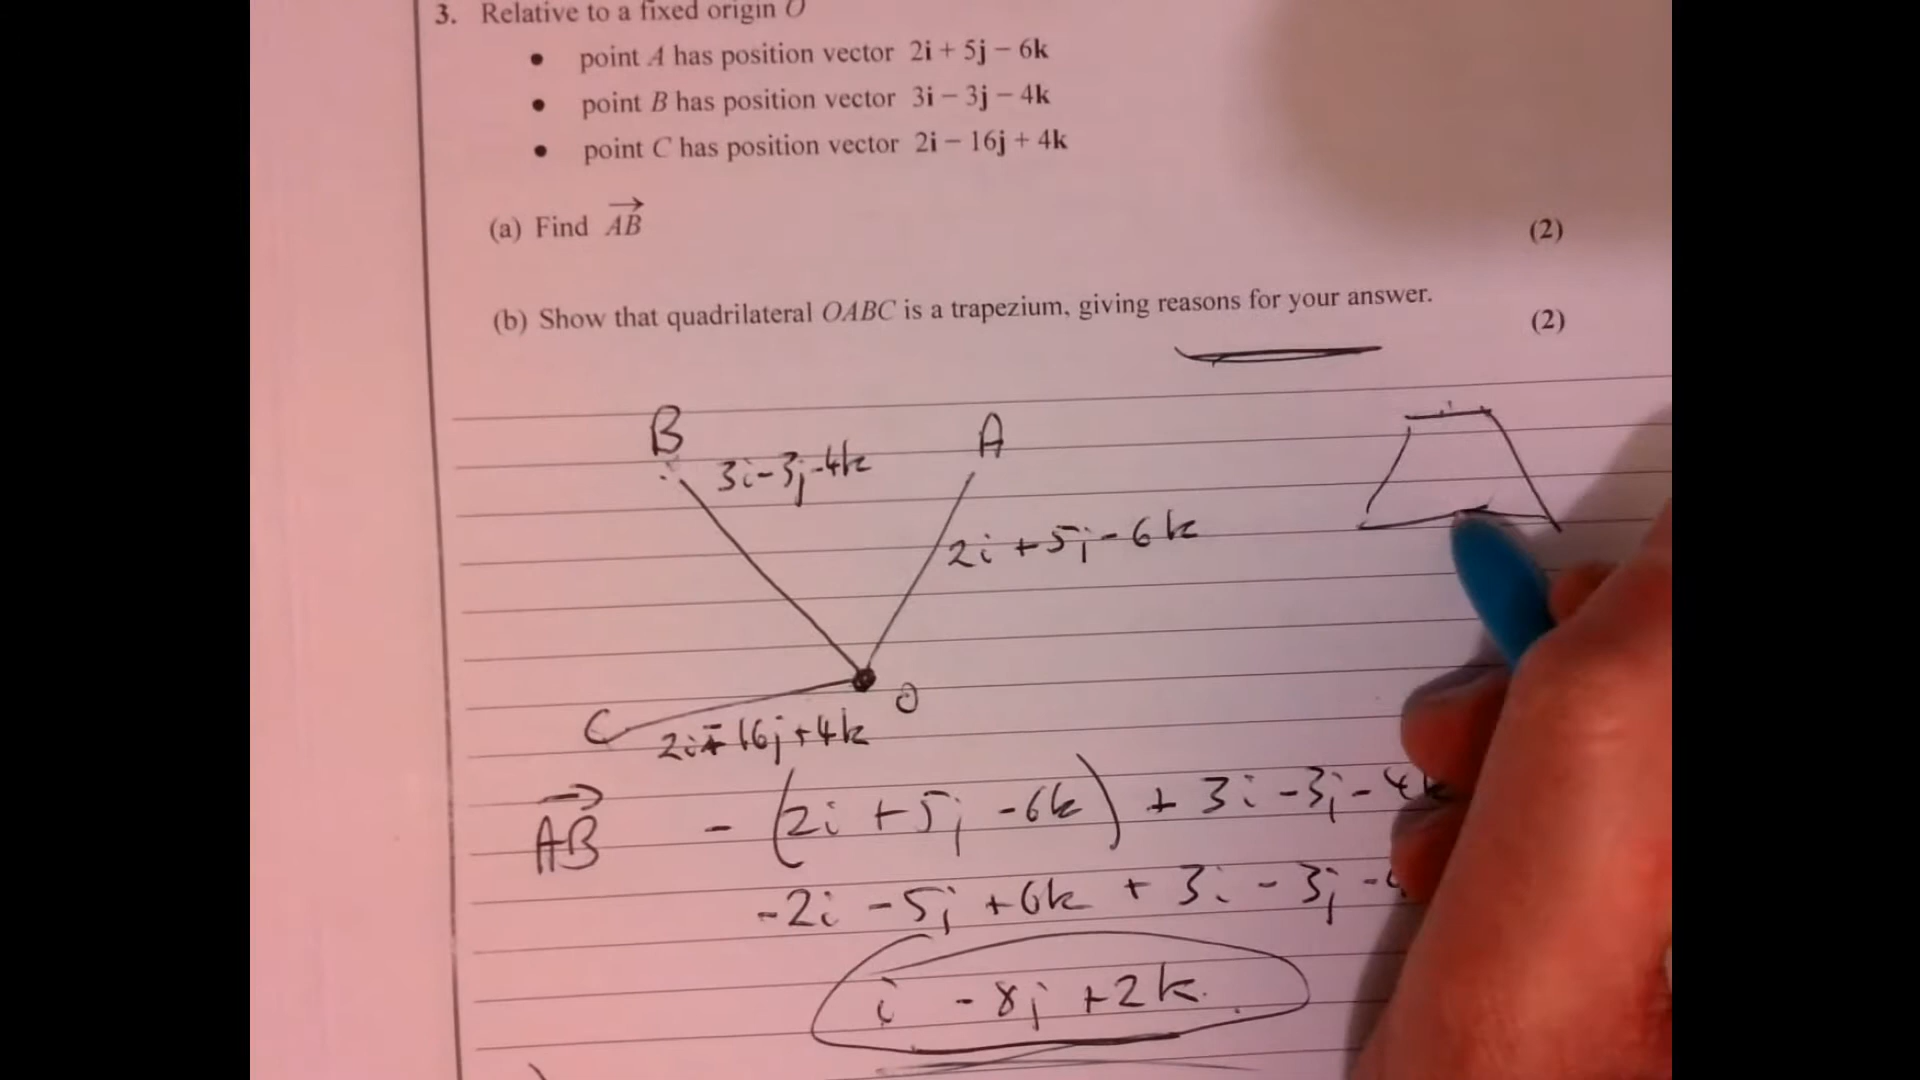 3. Relative to a fixed origin O
• point A has position vector 2i + 5j − 6k
• point B has position vector 3i − 3j − 4k
• point C has position vector 2i − 16j + 4k
(a) Find AB
(2)
(b) Show that quadrilateral OABC is a trapezium, giving reasons for your answer.
(2)
B
A
3i-3j-4k
2i+5j-6k
O
C
2i-16j+4k
AB -(2i+5j-6k)+3i-3j-4k
-2i-5j+6k+3i-3j-
i-8j+2k